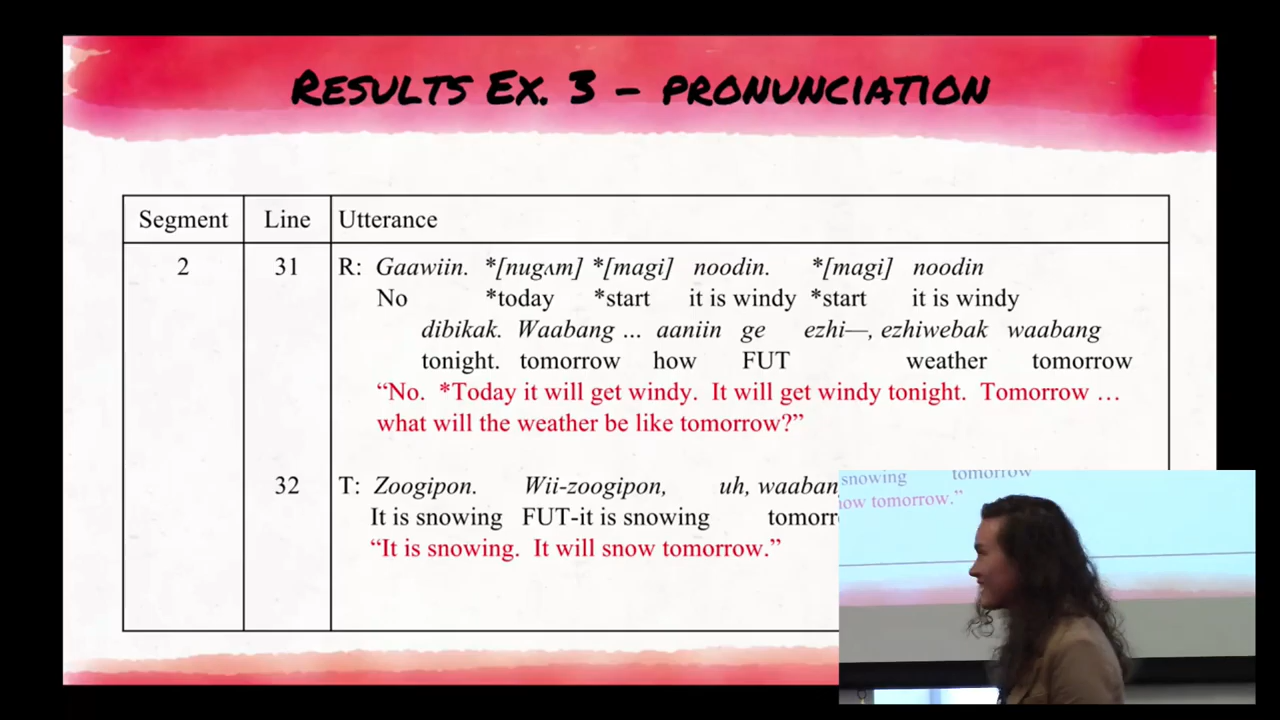 RESULTS EX. 3 – PRONUNCIATION
Segment Line Utterance
2 31 R: Gaawiin. *[nugʌm] *[magi] noodin. *[magi] noodin
No *today *start it is windy *start it is windy
dibikak. Waabang ... aaniin ge ezhi—, ezhiwebak waabang
tonight. tomorrow how FUT weather tomorrow
“No. *Today it will get windy. It will get windy tonight. Tomorrow …
what will the weather be like tomorrow?”
32 T: Zoogipon. Wii-zoogipon, uh,
It is snowing FUT-it is snowing
“It is snowing. It will snow tomorrow.”
snowing tomorrow
tomorrow.”